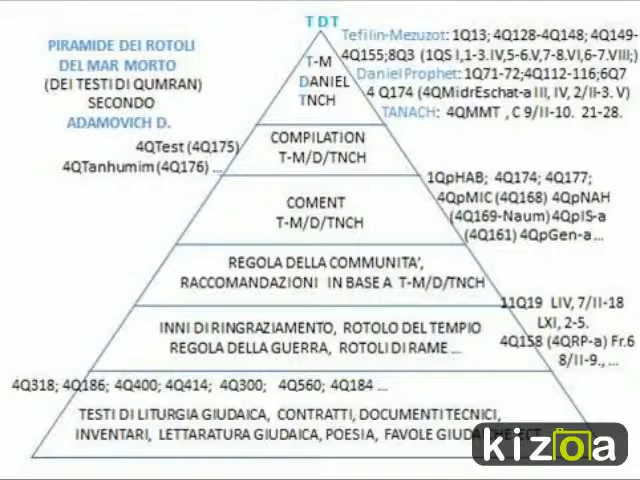 TDT
PIRAMIDE DEI ROTOLI
DEL MAR MORTO
(DEI TESTI DI QUMRAN)
SECONDO
ADAMOVICH D.
Tefilin-Mezuzot: 1Q13; 4Q128-4Q148; 4Q149-
4Q155;8Q3 (1QS I,1-3.IV,5-6.V,7-8.VI,6-7.VIII;)
Daniel Prophet: 1Q71-72;4Q112-116;6Q7
4 Q174 (4QMidrEschat-a III, IV, 2/II-3. V)
TANACH: 4QMMT , C 9/II-10. 21-28.
T-M
DANIEL
TNCH
4QTest (4Q175)
4QTanhumim (4Q176) ...
COMPILATION
T-M/D/TNCH
1QpHAB; 4Q174; 4Q177;
4QpMIC (4Q168) 4QpNAH
(4Q169-Naum) 4QpIS-a
(4Q161) 4QpGen-a ...
COMENT
T-M/D/TNCH
REGOLA DELLA COMMUNITA’,
RACCOMANDAZIONI IN BASE A T-M/D/TNCH
11Q19 LIV, 7/II-18
LXI, 2-5.
4Q158 (4QRP-a) Fr.6
8/II-9., ...
INNI DI RINGRAZIAMENTO, ROTOLO DEL TEMPIO
REGOLA DELLA GUERRA, ROTOLI DI RAME ...
4Q318; 4Q186; 4Q400; 4Q414; 4Q300; 4Q560; 4Q184 ...
TESTI DI LITURGIA GIUDAICA, CONTRATTI, DOCUMENTI TECNICI,
INVENTARI, LETTARATURA GIUDAICA, POESIA, FAVOLE
kizoa